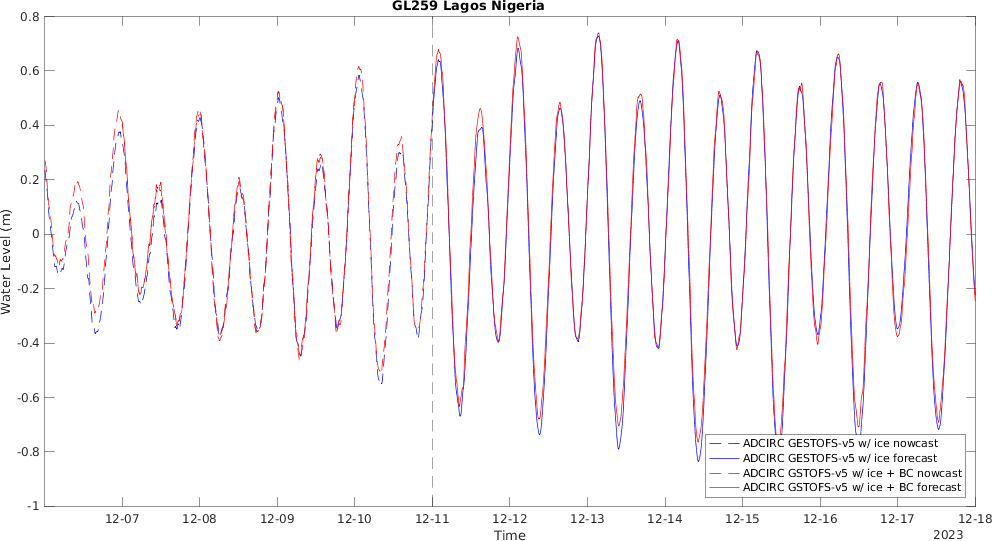 GL259 Lagos Nigeria
0.8
0.6
0.4
0.2
0
-0.2
-0.4
-0.6
-0.8
-1
Water Level (m)
ADCIRC GESTOFS-v5 w/ ice nowcast
ADCIRC GESTOFS-v5 w/ ice forecast
ADCIRC GSTOFS-v5 w/ ice + BC nowcast
ADCIRC GSTOFS-v5 w/ ice + BC forecast
12-07 12-08 12-09 12-10 12-11 12-12 12-13 12-14 12-15 12-16 12-17 12-18
Time
2023